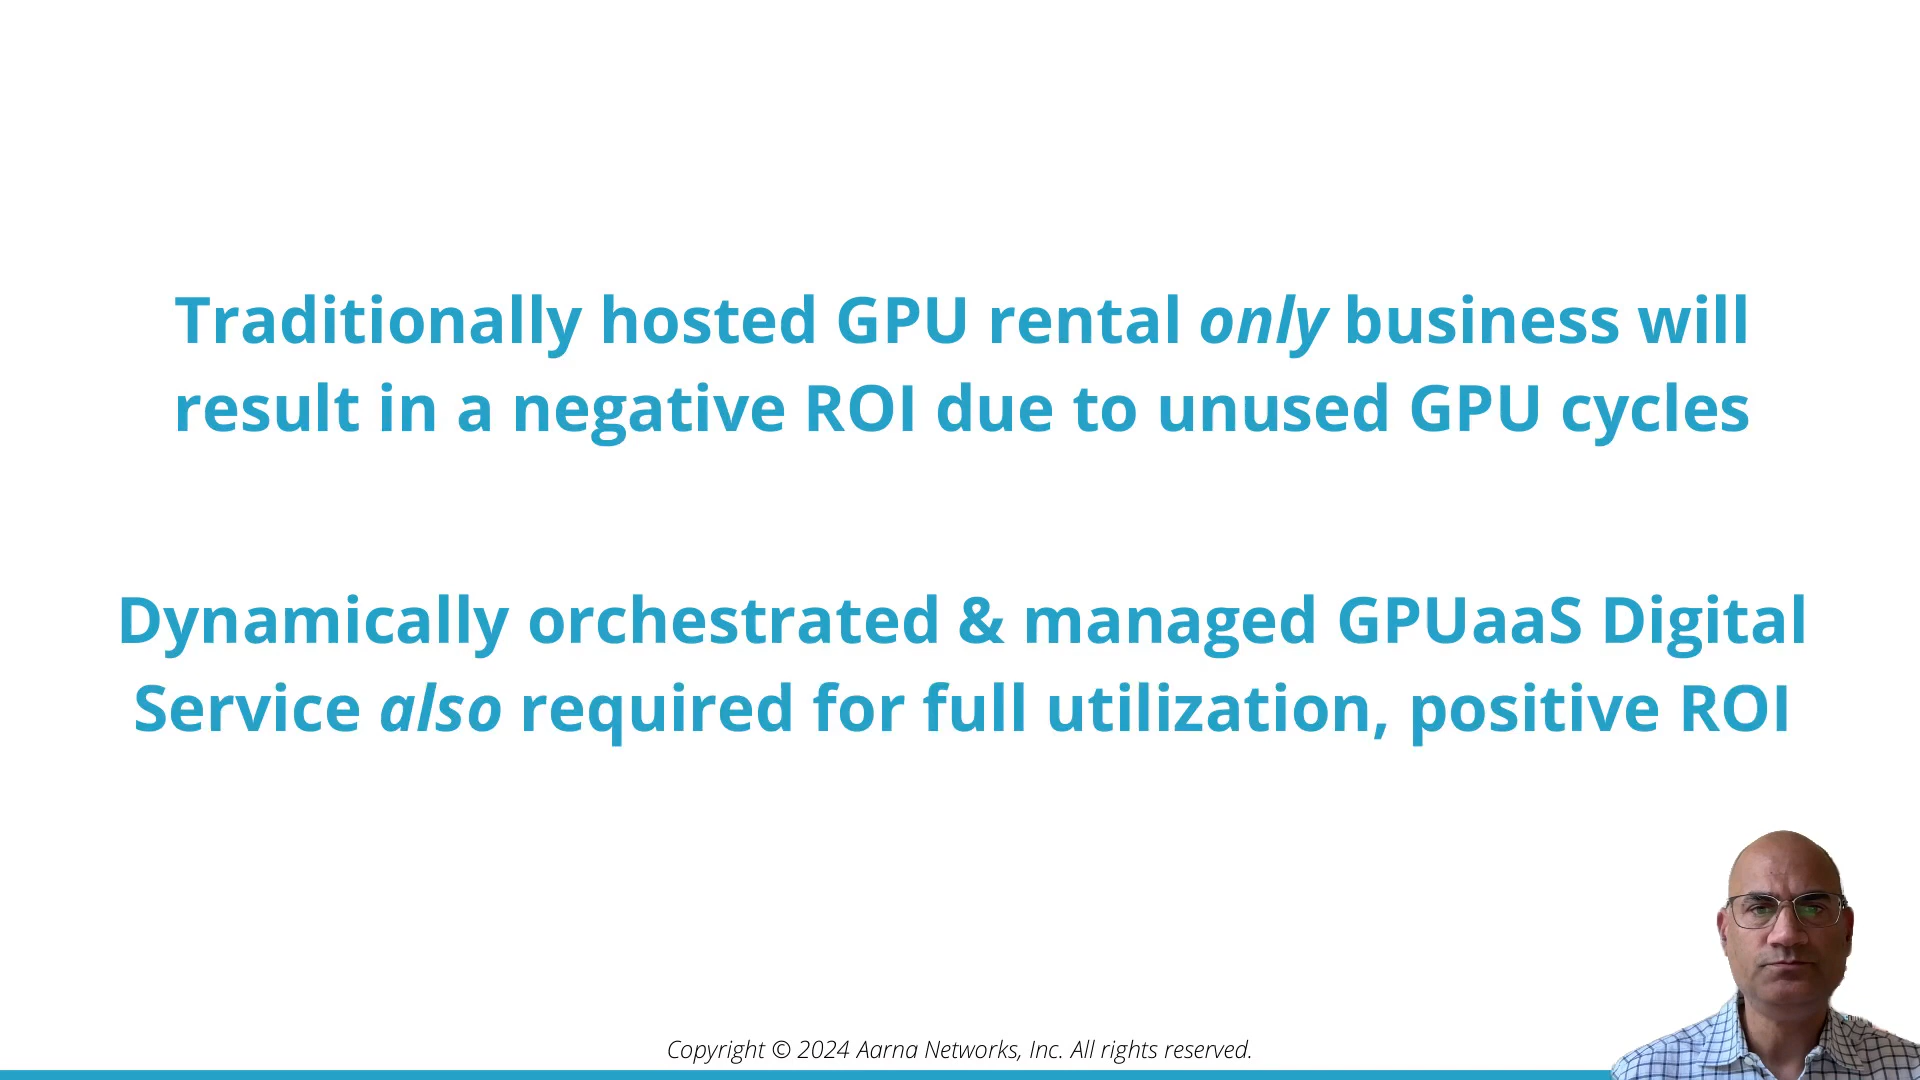 Traditionally hosted GPU rental only business will
result in a negative ROI due to unused GPU cycles
Dynamically orchestrated & managed GPUaaS Digital
Service also required for full utilization, positive ROI
Copyright © 2024 Aarna Networks, Inc. All rights reserved.